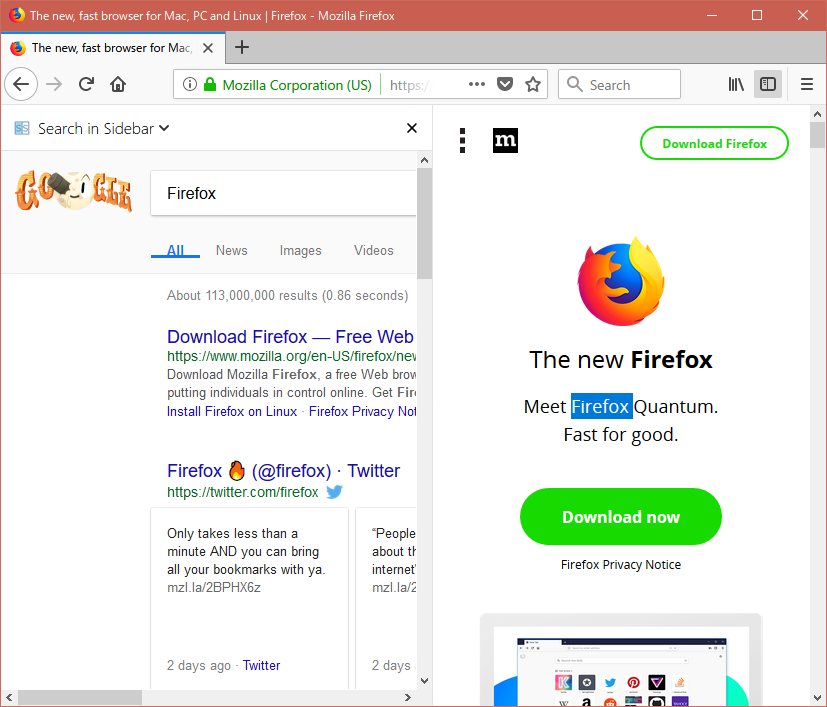 The new, fast browser for Mac, PC and Linux | Firefox - Mozilla Firefox
The new, fast browser for Mac,
Mozilla Corporation (US) https:/
Search
Search in Sidebar
GOOGLE
Firefox
All News Images Videos
About 113,000,000 results (0.86 seconds)
Download Firefox — Free Web
https://www.mozilla.org/en-US/firefox/new
Download Mozilla Firefox, a free Web brow
putting individuals in control online. Get Fire
Install Firefox on Linux · Firefox Privacy Not
Firefox 🔥 (@firefox) · Twitter
https://twitter.com/firefox
Only takes less than a
minute AND you can bring
all your bookmarks with ya.
mzl.la/2BPHX6z
2 days ago · Twitter
“People
about th
internet"
mzl.la/2
2 days
m
Download Firefox
The new Firefox
Meet Firefox Quantum.
Fast for good.
Download now
Firefox Privacy Notice